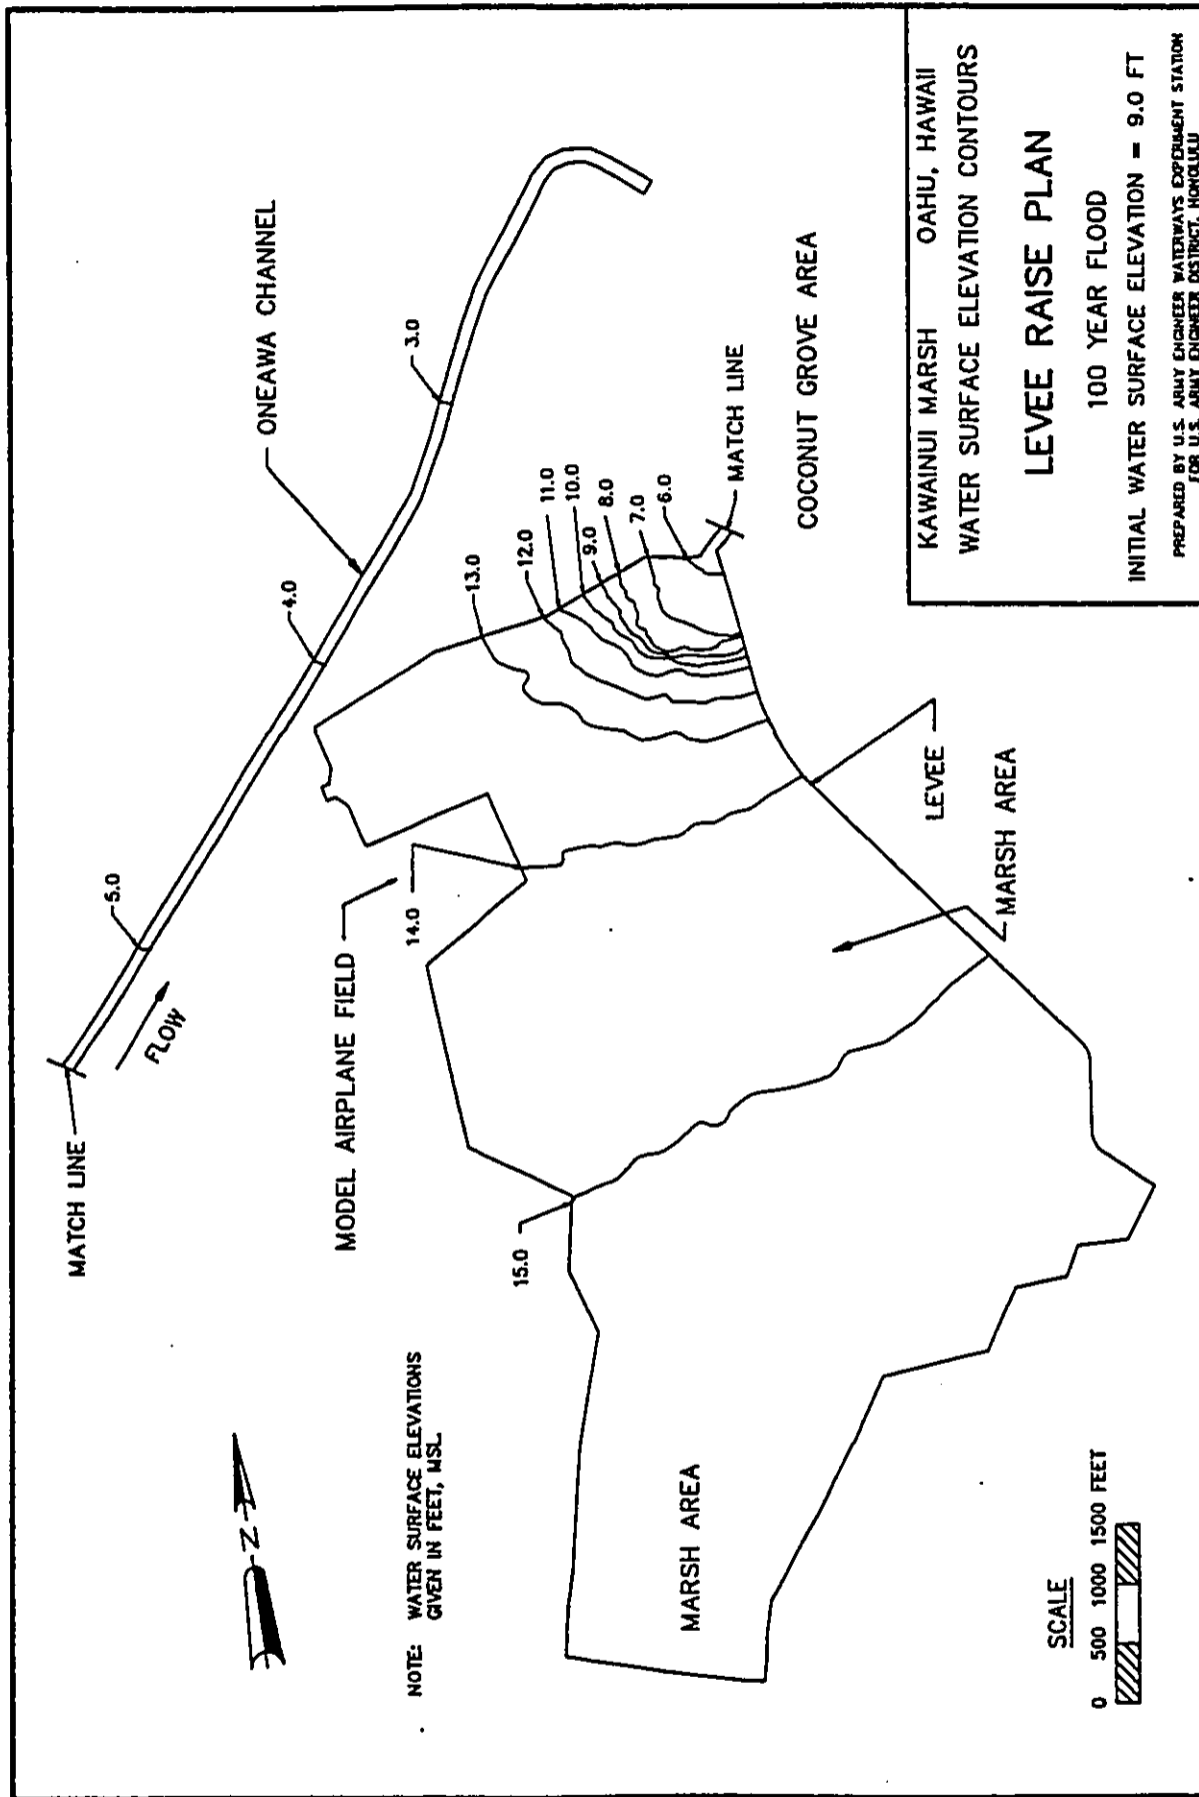 MATCH LINE
FLOW
5.0
4.0
ONEAWA CHANNEL
3.0
MODEL AIRPLANE FIELD
14.0
13.0
12.0
11.0
10.0
9.0
8.0
7.0
6.0
MATCH LINE
COCONUT GROVE AREA
15.0
LEVEE
MARSH AREA
N
NOTE: WATER SURFACE ELEVATIONS
GIVEN IN FEET, MSL.
MARSH AREA
SCALE
0 500 1000 1500 FEET
KAWAINUI MARSH OAHU, HAWAII
WATER SURFACE ELEVATION CONTOURS
LEVEE RAISE PLAN
100 YEAR FLOOD
INITIAL WATER SURFACE ELEVATION = 9.0 FT
PREPARED BY U.S. ARMY ENGINEER WATERWAYS EXPERIMENT STATION
FOR U.S. ARMY ENGINEER DISTRICT, HONOLULU